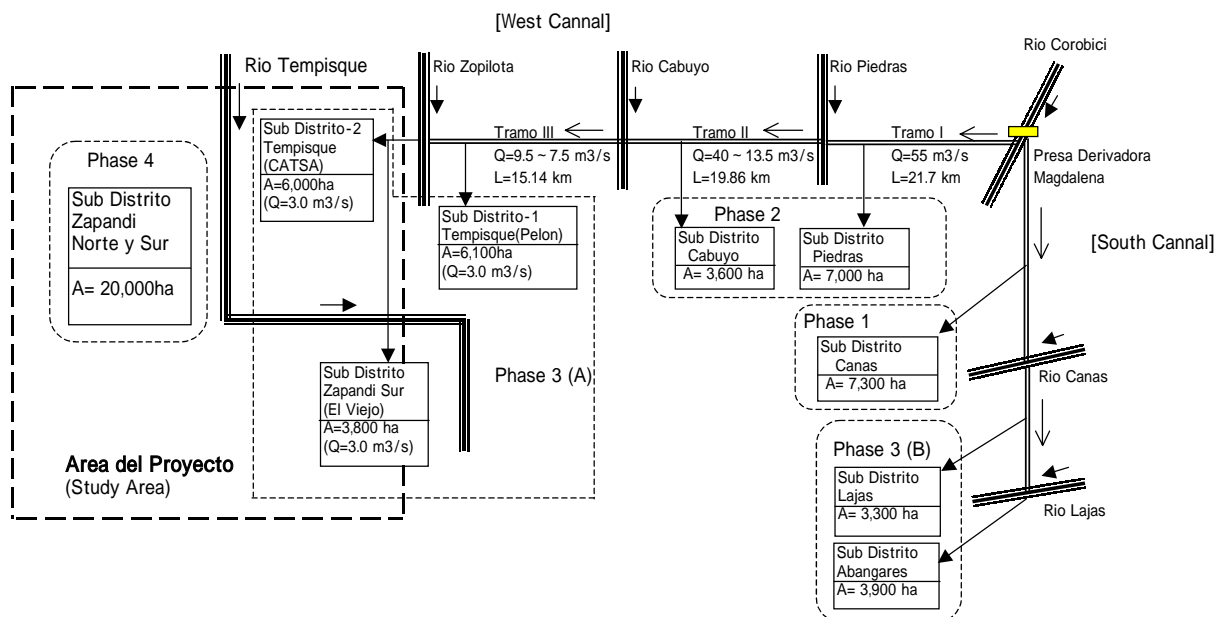 [West Cannal]
Rio Corobici
Rio Tempisque
Rio Zopilota
Rio Cabuyo
Rio Piedras
Tramo III
Q=9.5 ~ 7.5 m3/s
L=15.14 km
Tramo II
Q=40 ~ 13.5 m3/s
L=19.86 km
Tramo I
Q=55 m3/s
L=21.7 km
Presa Derivadora
Magdalena
[South Cannal]
Phase 4
Sub Distrito
Zapandi
Norte y Sur
A= 20,000ha
Sub Distrito-2
Tempisque
(CATSA)
A=6,000ha
(Q=3.0 m3/s)
Sub Distrito-1
Tempisque(Pelon)
A=6,100ha
(Q=3.0 m3/s)
Phase 2
Sub Distrito
Cabuyo
A= 3,600 ha
Sub Distrito
Piedras
A= 7,000 ha
Phase 1
Sub Distrito
Canas
A= 7,300 ha
Rio Canas
Sub Distrito
Zapandi Sur
(El Viejo)
A=3,800 ha
(Q=3.0 m3/s)
Phase 3 (A)
Phase 3 (B)
Sub Distrito
Lajas
A= 3,300 ha
Rio Lajas
Sub Distrito
Abangares
A= 3,900 ha
Area del Proyecto
(Study Area)